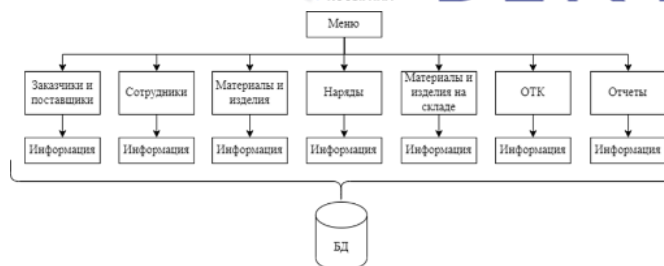 Меню
Заказчики и
поставщики
Сотрудники
Материалы и
изделия
Наряды
Материалы и
изделия на
складе
ОТК
Отчеты
Информация
Информация
Информация
Информация
Информация
Информация
Информация
БД